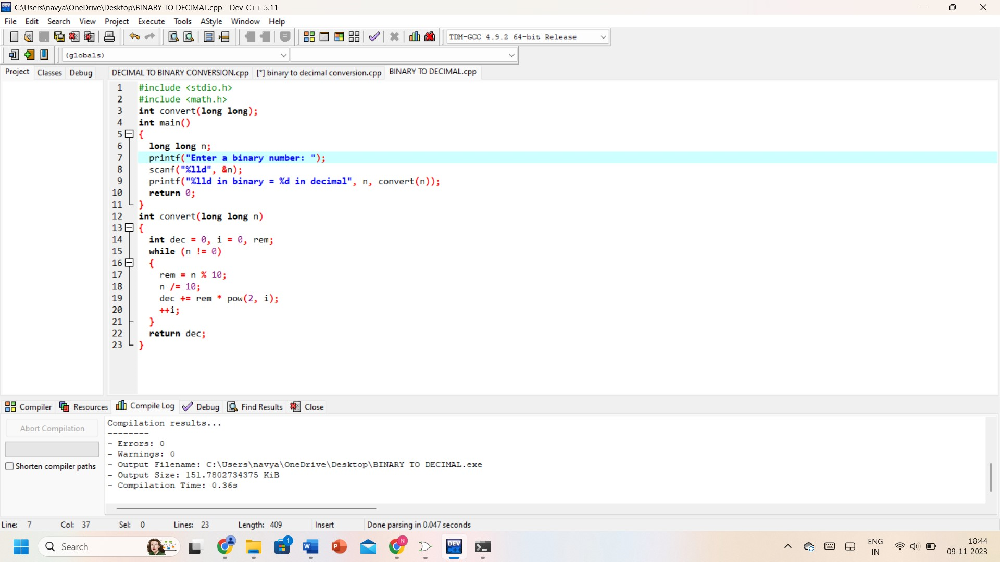 C:\Users\navya\OneDrive\Desktop\BINARY TO DECIMAL.cpp - Dev-C++ 5.11
File Edit Search View Project Execute Tools AStyle Window Help
TDM-GCC 4.9.2 64-bit Release
(globals)
Project Classes Debug DECIMAL TO BINARY CONVERSION.cpp [*] binary to decimal conversion.cpp BINARY TO DECIMAL.cpp
1 #include <stdio.h>
2 #include <math.h>
3 int convert(long long);
4 int main()
5 {
6 long long n;
7 printf("Enter a binary number: ");
8 scanf("%lld", &n);
9 printf("%lld in binary = %d in decimal", n, convert(n));
10 return 0;
11 }
12 int convert(long long n)
13 {
14 int dec = 0, i = 0, rem;
15 while (n != 0)
16 {
17 rem = n % 10;
18 n /= 10;
19 dec += rem * pow(2, i);
20 ++i;
21 }
22 return dec;
23 }
Compiler Resources Compile Log Debug Find Results Close
Abort Compilation
Shorten compiler paths
Compilation results...
--------
- Errors: 0
- Warnings: 0
- Output Filename: C:\Users\navya\OneDrive\Desktop\BINARY TO DECIMAL.exe
- Output Size: 151.7802734375 KiB
- Compilation Time: 0.36s
Line: 7 Col: 37 Sel: 0 Lines: 23 Length: 409 Insert Done parsing in 0.047 seconds
Search
1
W
P
N
DEV
C++
ENG
IN
18:44
09-11-2023